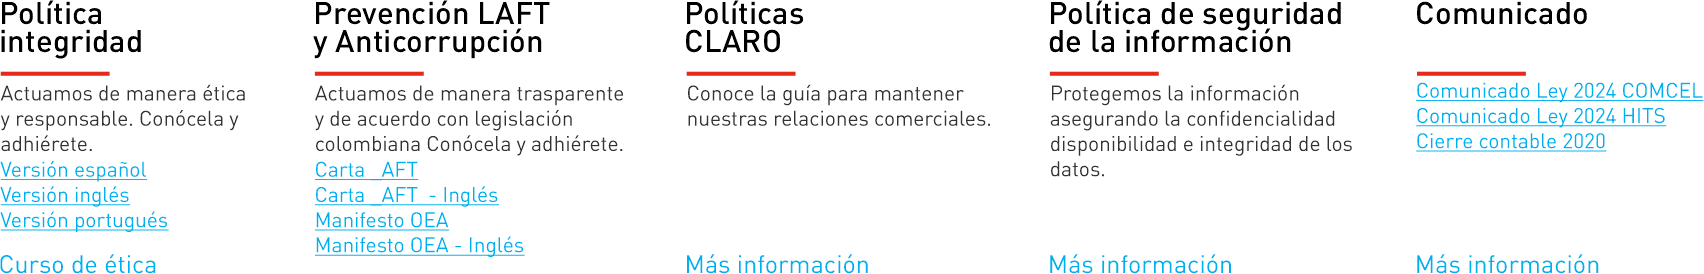 Política
integridad
Actuamos de manera ética
y responsable. Conócela y
adhiérete.
Versión español
Versión inglés
Versión portugués
Curso de ética
Prevención LAFT
y Anticorrupción
Actuamos de manera trasparente
y de acuerdo con legislación
colombiana Conócela y adhiérete.
Carta _AFT
Carta _AFT - Inglés
Manifesto OEA
Manifesto OEA - Inglés
Políticas
CLARO
Conoce la guía para mantener
nuestras relaciones comerciales.
Más información
Política de seguridad
de la información
Protegemos la información
asegurando la confidencialidad
disponibilidad e integridad de los
datos.
Más información
Comunicado
Comunicado Ley 2024 COMCEL
Comunicado Ley 2024 HITS
Cierre contable 2020
Más información